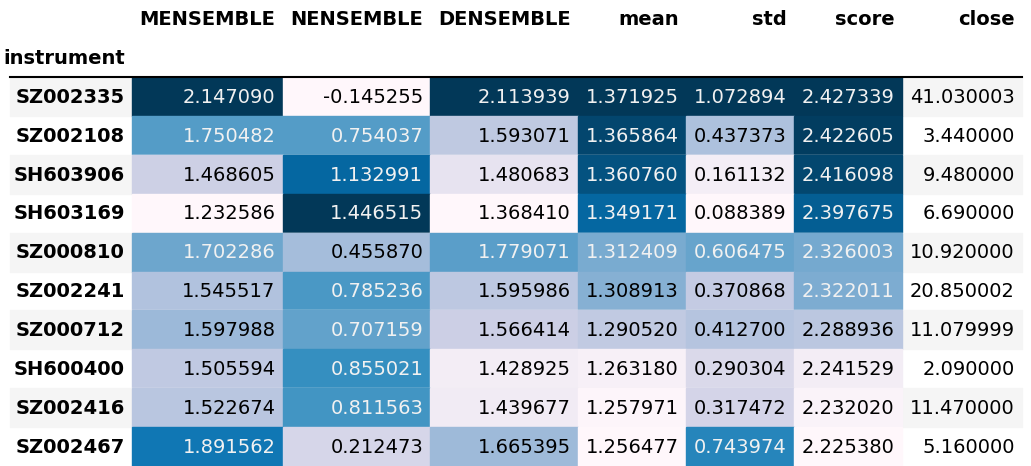 MENSEMBLE NENSEMBLE DENSEMBLE mean std score close
instrument
SZ002335 2.147090 -0.145255 2.113939 1.371925 1.072894 2.427339 41.030003
SZ002108 1.750482 0.754037 1.593071 1.365864 0.437373 2.422605 3.440000
SH603906 1.468605 1.132991 1.480683 1.360760 0.161132 2.416098 9.480000
SH603169 1.232586 1.446515 1.368410 1.349171 0.088389 2.397675 6.690000
SZ000810 1.702286 0.455870 1.779071 1.312409 0.606475 2.326003 10.920000
SZ002241 1.545517 0.785236 1.595986 1.308913 0.370868 2.322011 20.850002
SZ000712 1.597988 0.707159 1.566414 1.290520 0.412700 2.288936 11.079999
SH600400 1.505594 0.855021 1.428925 1.263180 0.290304 2.241529 2.090000
SZ002416 1.522674 0.811563 1.439677 1.257971 0.317472 2.232020 11.470000
SZ002467 1.891562 0.212473 1.665395 1.256477 0.743974 2.225380 5.160000